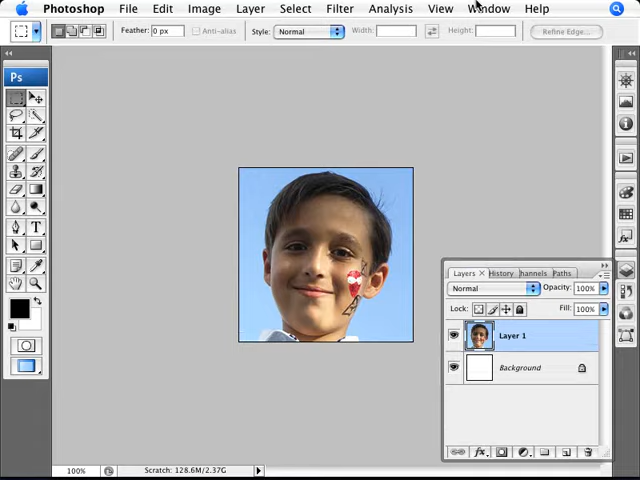 Photoshop File Edit Image Layer Select Filter Analysis View Window Help
Feather: 0 px Anti-alias Style: Normal Width: Height: Refine Edge...
Ps
T
Layers × History Channels Paths
Normal Opacity: 100%
Lock: Fill: 100%
Layer 1
Background
fx
100% Scratch: 128.6M/2.37G